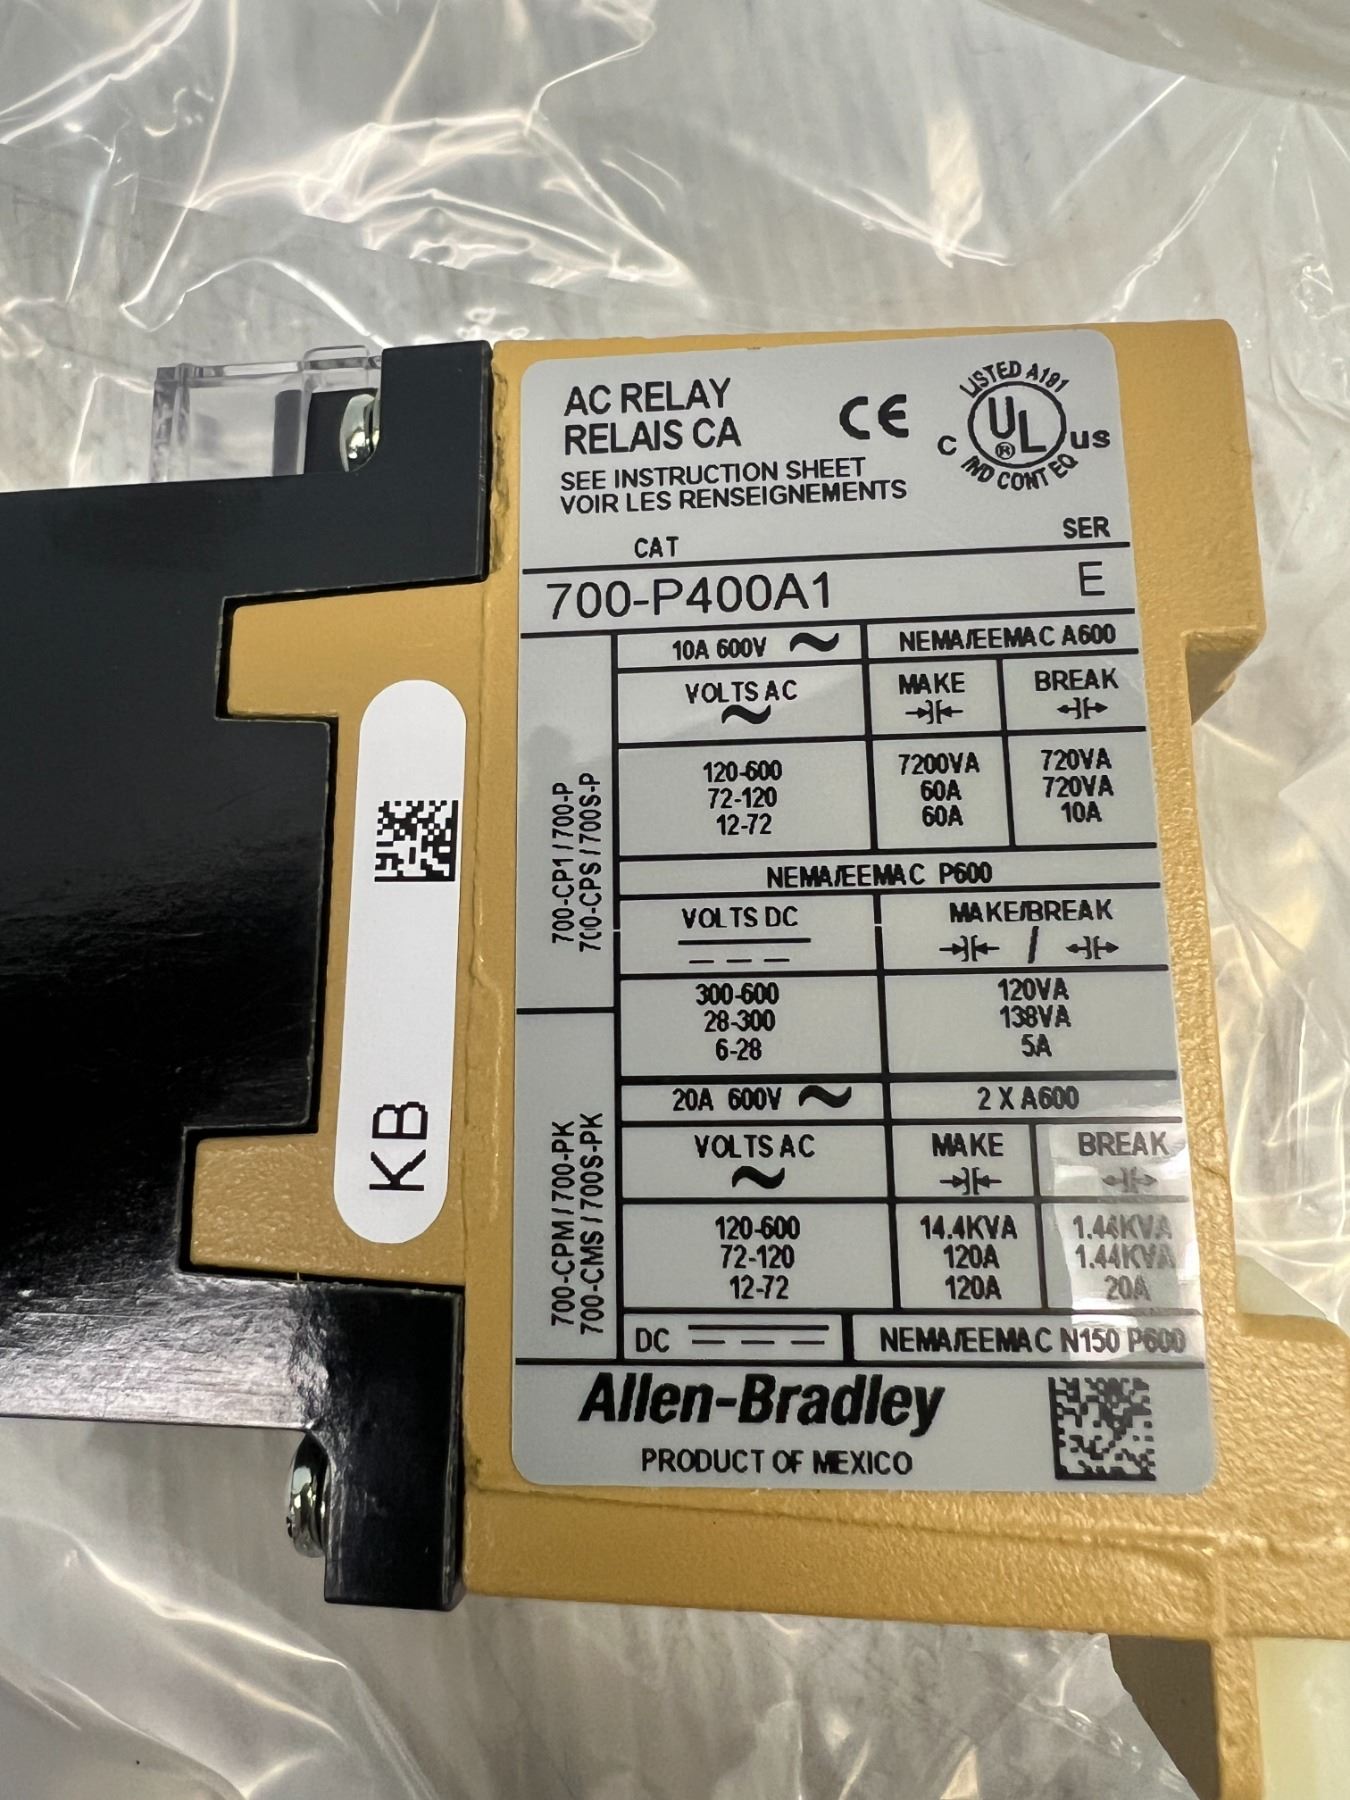 AC RELAY
RELAIS CA
SEE INSTRUCTION SHEET
VOIR LES RENSEIGNEMENTS
CE
LISTED A191
C UL ® US
IND CONT EQ
CAT SER
700-P400A1 E
700-CP1 / 700-P
700-CPS / 700S-P
10A 600V NEMA/EEMAC A600
VOLTS AC MAKE BREAK
120-600 7200VA 720VA
72-120 60A 720VA
12-72 60A 10A
NEMA/EEMAC P600
VOLTS DC MAKE/BREAK
/
300-600 120VA
28-300 138VA
6-28 5A
700-CPM / 700-PK
700-CMS / 700S-PK
20A 600V 2 X A600
VOLTS AC MAKE BREAK
120-600 14.4KVA 1.44KVA
72-120 120A 1.44KVA
12-72 120A 20A
DC NEMA/EEMAC N150 P600
Allen-Bradley
PRODUCT OF MEXICO
KB